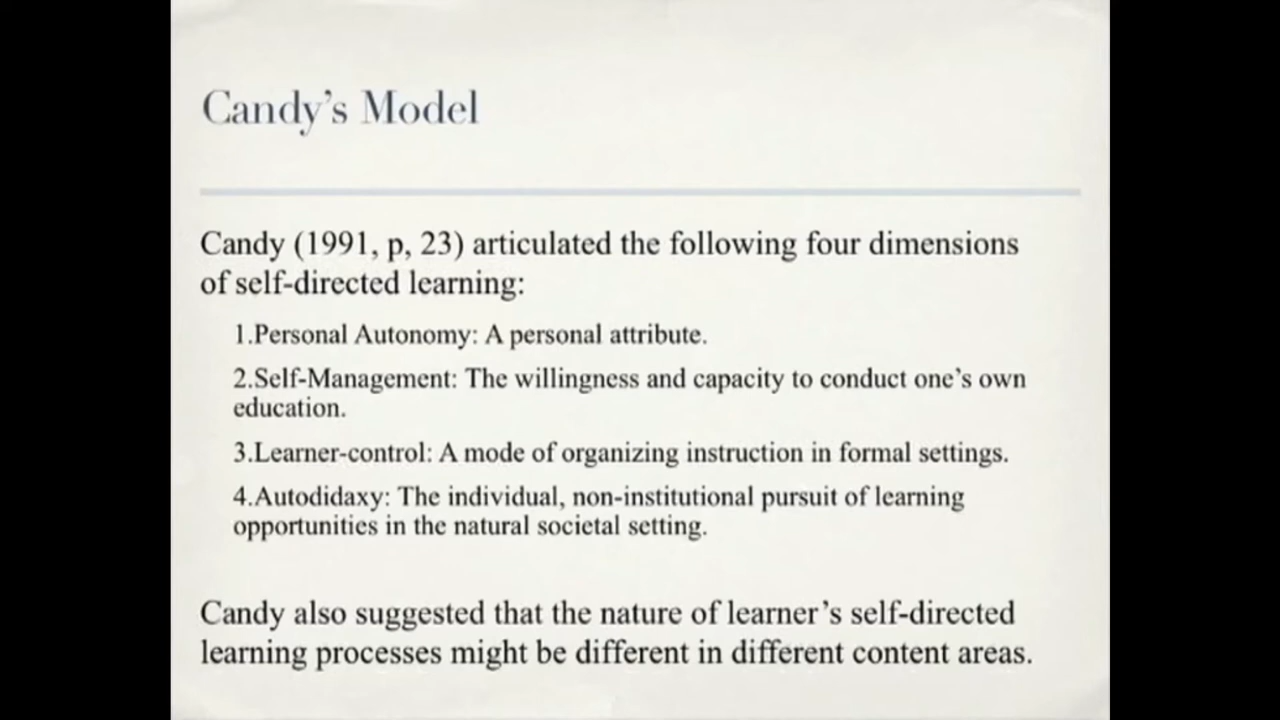 Candy's Model
Candy (1991, p, 23) articulated the following four dimensions
of self-directed learning:
1.Personal Autonomy: A personal attribute.
2.Self-Management: The willingness and capacity to conduct one's own
education.
3.Learner-control: A mode of organizing instruction in formal settings.
4.Autodidaxy: The individual, non-institutional pursuit of learning
opportunities in the natural societal setting.
Candy also suggested that the nature of learner's self-directed
learning processes might be different in different content areas.